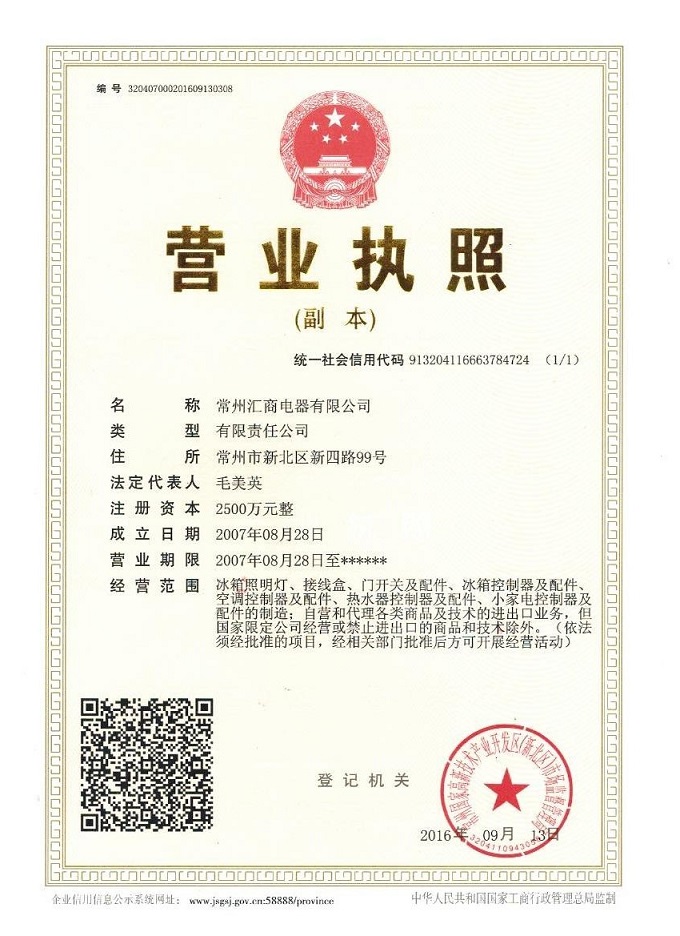 编 号 320407000201609130308
营业执照
(副 本)
统一社会信用代码 913204116663784724 （1/1）
名 称 常州汇商电器有限公司
类 型 有限责任公司
住 所 常州市新北区新四路99号
法定代表人 毛美英
注册资本 2500万元整
成立日期 2007年08月28日
营业期限 2007年08月28日至******
经营范围 冰箱照明灯、接线盒、门开关及配件、冰箱控制器及配件、
空调控制器及配件、热水器控制器及配件、小家电控制器及
配件的制造；自营和代理各类商品及技术的进出口业务，但
国家限定公司经营或禁止进出口的商品和技术除外。（依法
须经批准的项目，经相关部门批准后方可开展经营活动）
登记机关
2016年 09月 13日
企业信用信息公示系统网址： www.jsgsj.gov.cn:58888/province
中华人民共和国国家工商行政管理总局监制